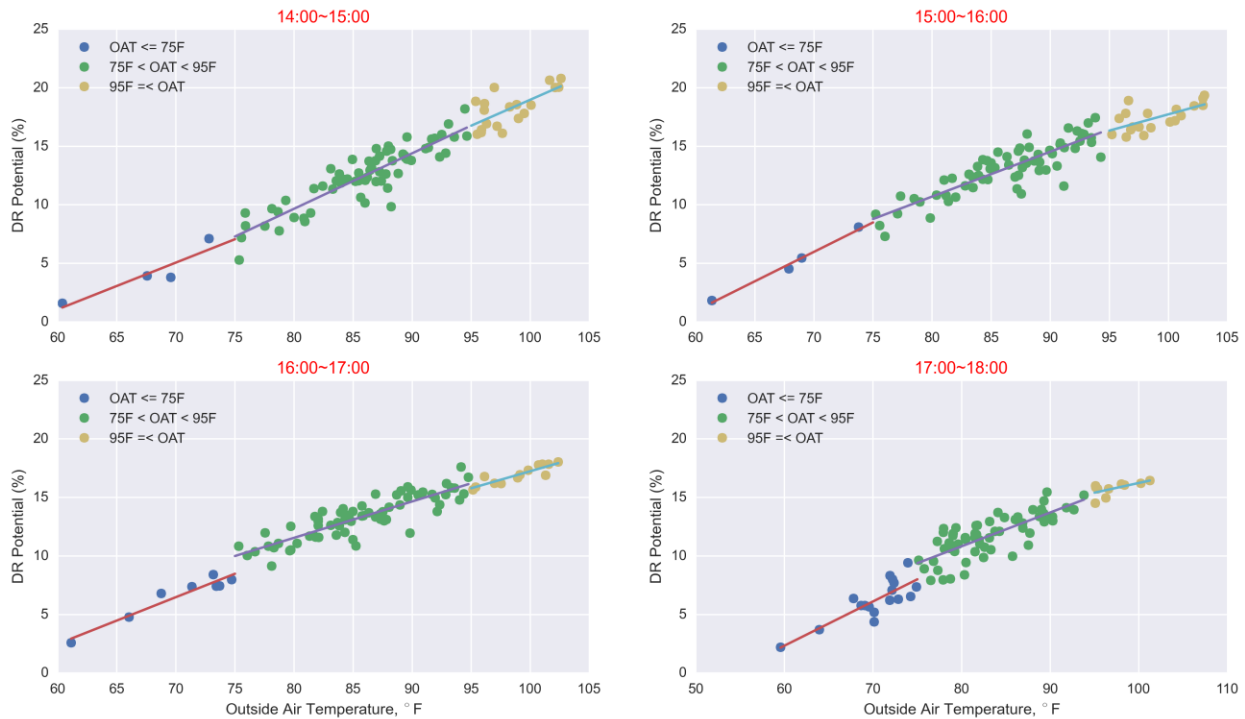 14:00~15:00
25
20
15
10
5
0
DR Potential (%)
OAT <= 75F
75F < OAT < 95F
95F =< OAT
60 65 70 75 80 85 90 95 100 105
15:00~16:00
25
20
15
10
5
0
DR Potential (%)
OAT <= 75F
75F < OAT < 95F
95F =< OAT
60 65 70 75 80 85 90 95 100 105
16:00~17:00
25
20
15
10
5
0
DR Potential (%)
OAT <= 75F
75F < OAT < 95F
95F =< OAT
60 65 70 75 80 85 90 95 100 105
Outside Air Temperature, °F
17:00~18:00
25
20
15
10
5
0
DR Potential (%)
OAT <= 75F
75F < OAT < 95F
95F =< OAT
50 60 70 80 90 100 110
Outside Air Temperature, °F